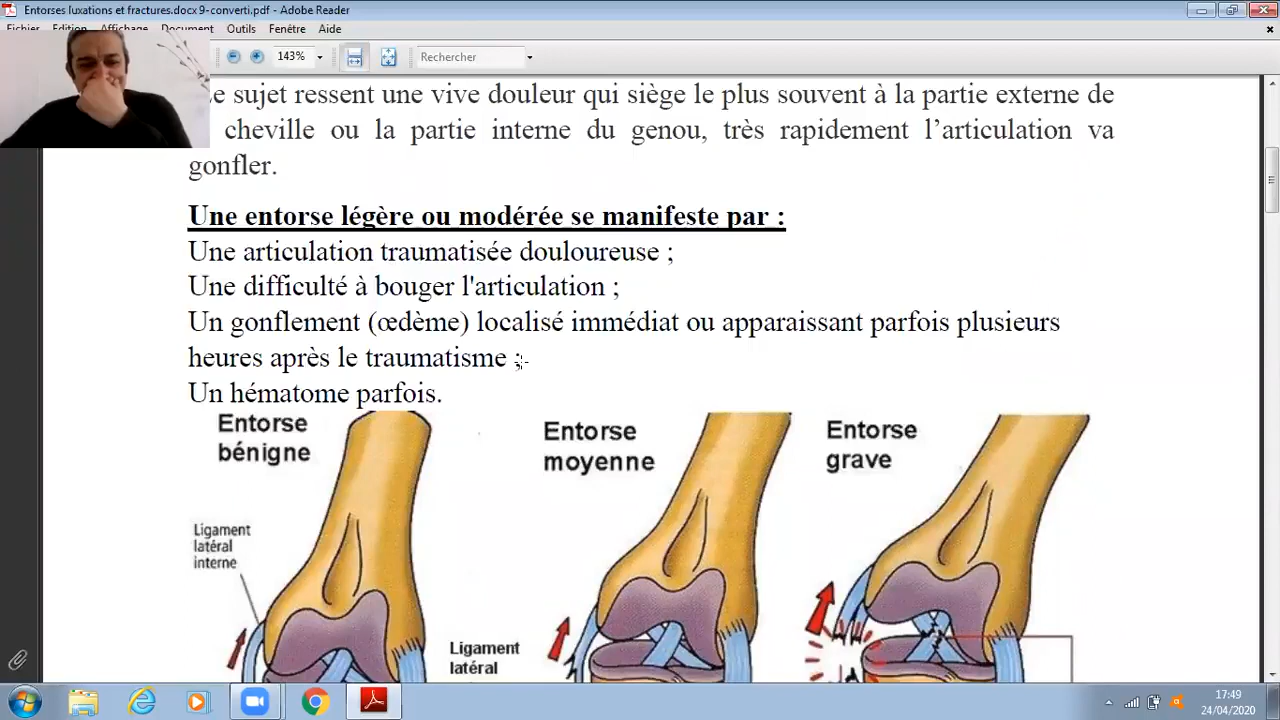 Entorses luxations et fractures.docx 9-converti.pdf - Adobe Reader
Fichier Edition Affichage Document Outils Fenêtre Aide
143% Rechercher
sujet ressent une vive douleur qui siège le plus souvent à la partie externe de
cheville ou la partie interne du genou, très rapidement l'articulation va
gonfler.
Une entorse légère ou modérée se manifeste par :
Une articulation traumatisée douloureuse ;
Une difficulté à bouger l'articulation ;
Un gonflement (œdème) localisé immédiat ou apparaissant parfois plusieurs
heures après le traumatisme ;
Un hématome parfois.
Entorse
bénigne
Entorse
moyenne
Entorse
grave
Ligament
latéral
interne
Ligament
latéral
17:49
24/04/2020